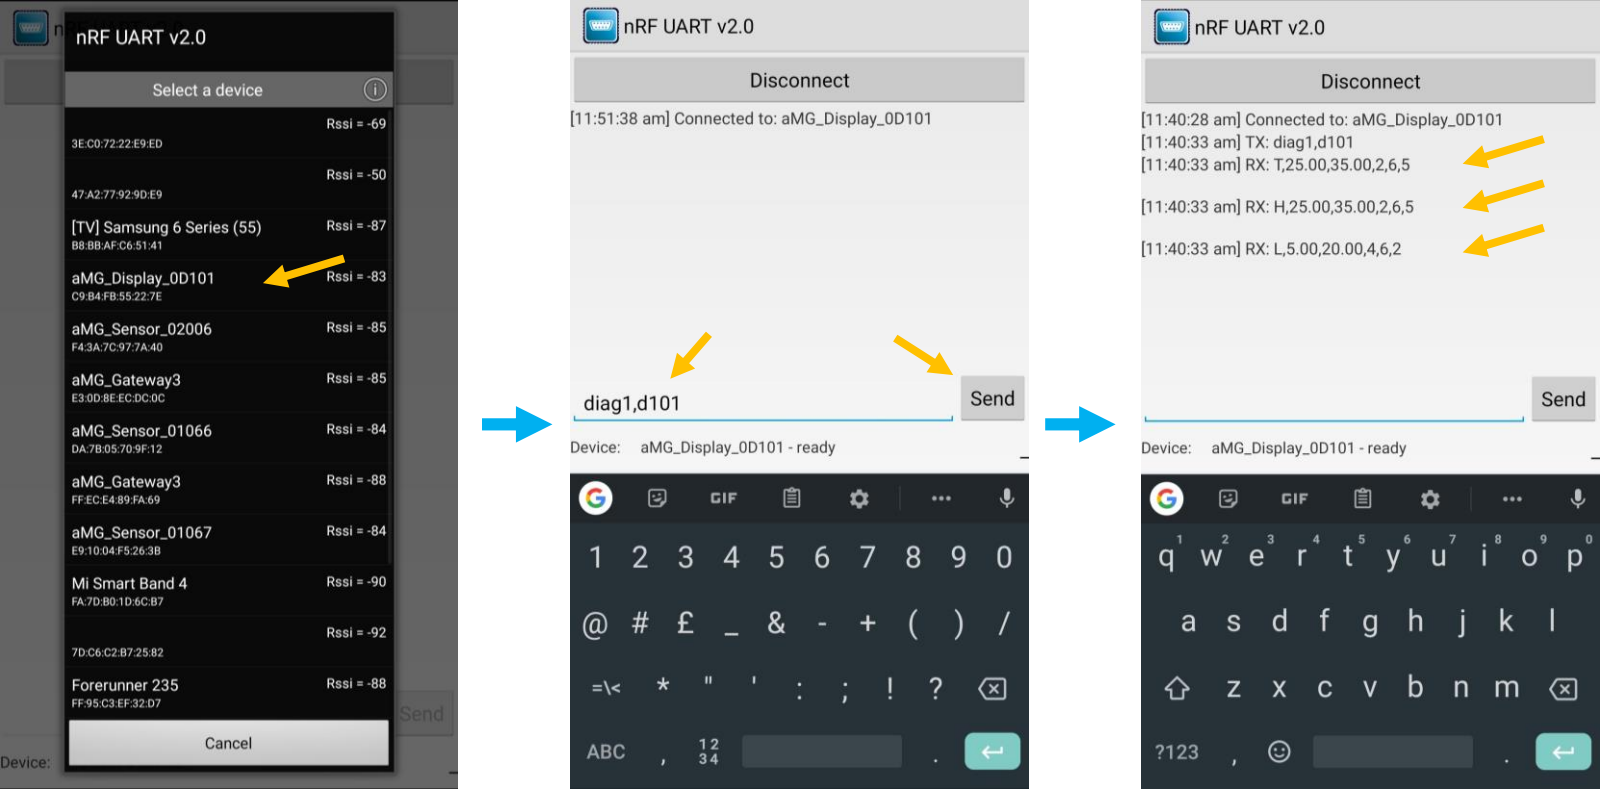 nRF UART v2.0
Select a device
Rssi = -69
3E:C0:72:22:E9:ED
Rssi = -50
47:A2:77:92:9D:E9
[TV] Samsung 6 Series (55) Rssi = -87
B8:BB:AF:C6:51:41
aMG_Display_0D101 Rssi = -83
C9:B4:FB:55:22:7E
aMG_Sensor_02006 Rssi = -85
F4:3A:7C:97:7A:40
aMG_Gateway3 Rssi = -85
E3:0D:8E:EC:DC:0C
aMG_Sensor_01066 Rssi = -84
DA:7B:05:70:9F:12
aMG_Gateway3 Rssi = -88
FF:EC:E4:89:FA:69
aMG_Sensor_01067 Rssi = -84
E9:10:04:F5:26:3B
Mi Smart Band 4 Rssi = -90
FA:7D:B0:1D:6C:B7
Rssi = -92
7D:C6:C2:B7:25:82
Forerunner 235 Rssi = -88
FF:95:C3:EF:32:D7
Send
Cancel
Device:
nRF UART v2.0
Disconnect
[11:51:38 am] Connected to: aMG_Display_0D101
diag1,d101 Send
Device: aMG_Display_0D101 - ready
G GIF
1 2 3 4 5 6 7 8 9 0
@ # £ _ & - + ( ) /
=\< * " ' : ; ! ?
ABC , 12 34 .
nRF UART v2.0
Disconnect
[11:40:28 am] Connected to: aMG_Display_0D101
[11:40:33 am] TX: diag1,d101
[11:40:33 am] RX: T,25.00,35.00,2,6,5
[11:40:33 am] RX: H,25.00,35.00,2,6,5
[11:40:33 am] RX: L,5.00,20.00,4,6,2
Send
Device: aMG_Display_0D101 - ready
G GIF
q1 w2 e3 r4 t5 y6 u7 i8 o9 p0
a s d f g h j k l
z x c v b n m
?123 , .